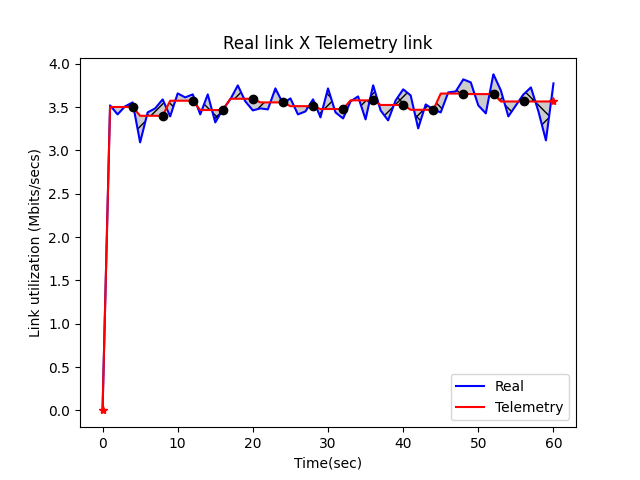 Real link X Telemetry link
Link utilization (Mbits/secs)
4.0
3.5
3.0
2.5
2.0
1.5
1.0
0.5
0.0
0 10 20 30 40 50 60
Time(sec)
Real
Telemetry